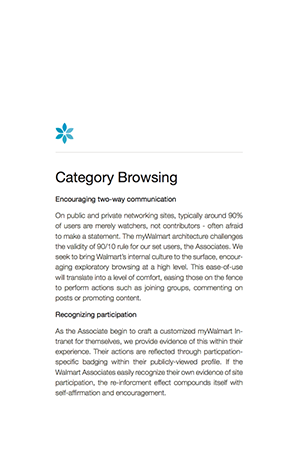 Category Browsing
Encouraging two-way communication
On public and private networking sites, typically around 90%
of users are merely watchers, not contributors - often afraid
to make a statement. The myWalmart architecture challenges
the validity of 90/10 rule for our set users, the Associates. We
seek to bring Walmart's internal culture to the surface, encour-
aging exploratory browsing at a high level. This ease-of-use
will translate into a level of comfort, easing those on the fence
to perform actions such as joining groups, commenting on
posts or promoting content.
Recognizing participation
As the Associate begin to craft a customized myWalmart In-
tranet for themselves, we provide evidence of this within their
experience. Their actions are reflected through particpation-
specific badging within their publicly-viewed profile. If the
Walmart Associates easily recognize their own evidence of site
participation, the re-inforcment effect compounds itself with
self-affirmation and encouragement.